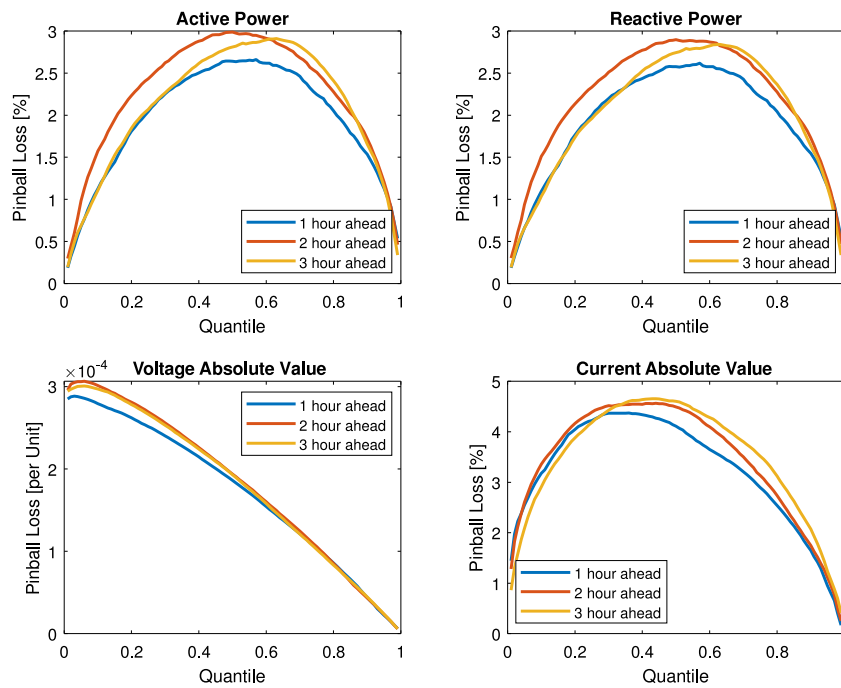 Active Power
Pinball Loss [%]
3
2.5
2
1.5
1
0.5
0
0 0.2 0.4 0.6 0.8 1
Quantile
1 hour ahead
2 hour ahead
3 hour ahead
Reactive Power
Pinball Loss [%]
3
2.5
2
1.5
1
0.5
0
0 0.2 0.4 0.6 0.8
Quantile
1 hour ahead
2 hour ahead
3 hour ahead
×10⁻⁴
Voltage Absolute Value
Pinball Loss [per Unit]
3
2
1
0
0 0.2 0.4 0.6 0.8 1
Quantile
1 hour ahead
2 hour ahead
3 hour ahead
Current Absolute Value
Pinball Loss [%]
5
4
3
2
1
0
0 0.2 0.4 0.6 0.8
Quantile
1 hour ahead
2 hour ahead
3 hour ahead